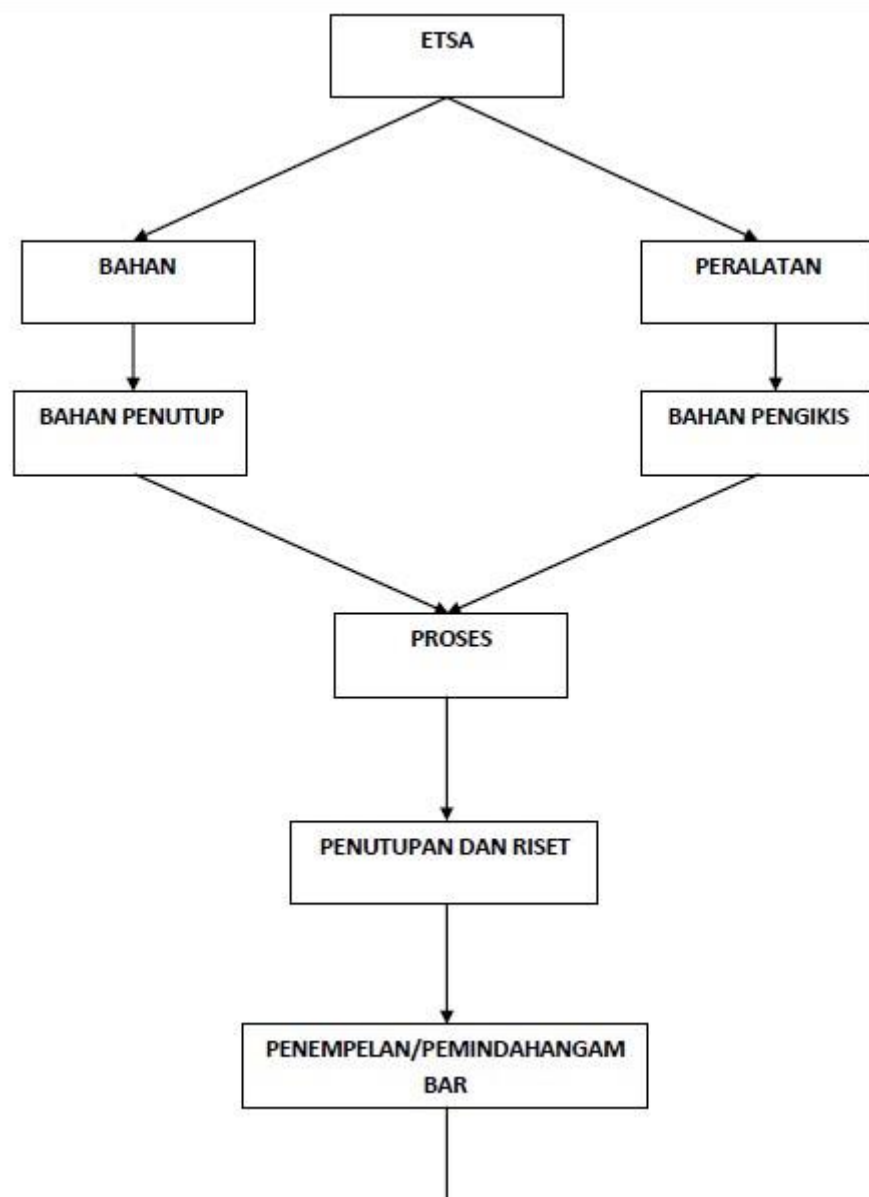 ETSA
BAHAN
PERALATAN
BAHAN PENUTUP
BAHAN PENGIKIS
PROSES
PENUTUPAN DAN RISET
PENEMPELAN/PEMINDAHANGAM
BAR